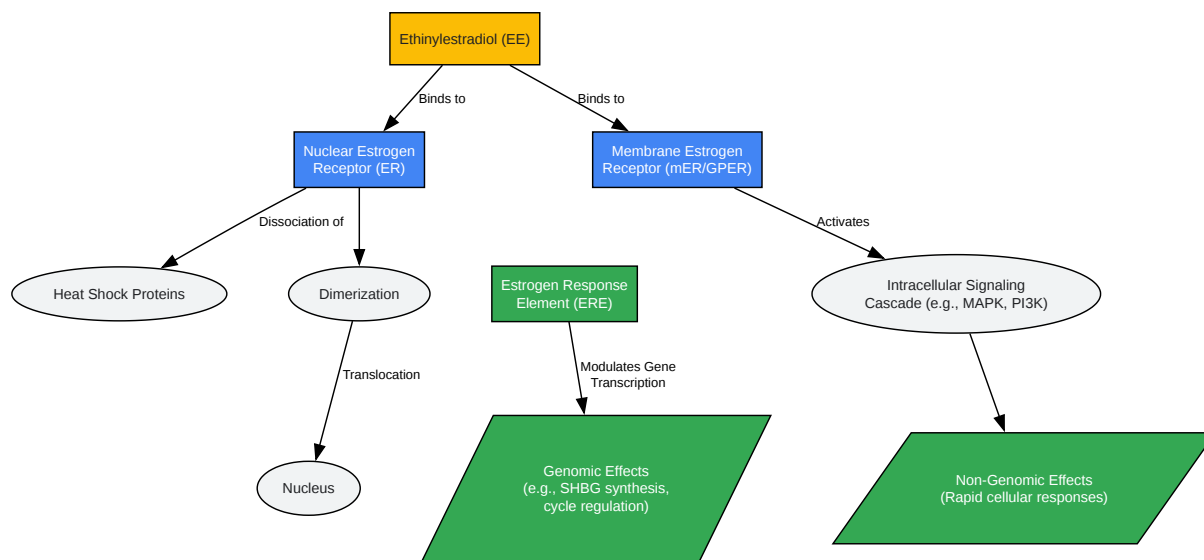 Ethinylestradiol (EE)
Binds to
Binds to
Nuclear Estrogen
Receptor (ER)
Membrane Estrogen
Receptor (mER/GPER)
Dissociation of
Activates
Heat Shock Proteins
Dimerization
Estrogen Response
Element (ERE)
Intracellular Signaling
Cascade (e.g., MAPK, PI3K)
Translocation
Modulates Gene
Transcription
Nucleus
Genomic Effects
(e.g., SHBG synthesis,
cycle regulation)
Non-Genomic Effects
(Rapid cellular responses)